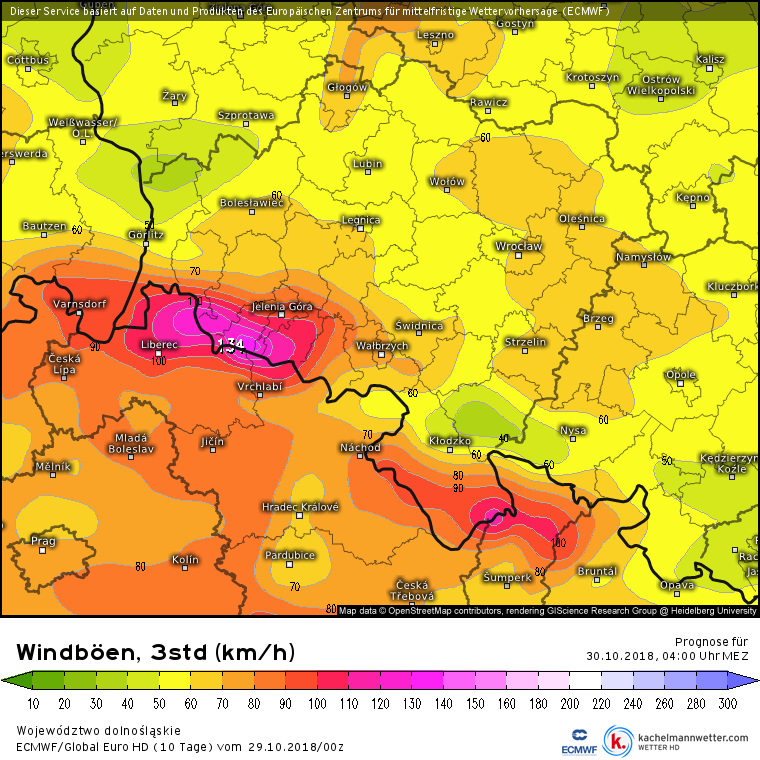 Dieser Service basiert auf Daten und Produkten des Europäischen Zentrums für mittelfristige Wettervorhersage (ECMWF)
Gostyń
Leszno
Cottbus
Kalisz
Krotoszyn
Ostrów
Wielkopolski
Głogów
Żary
Rawicz
Szprotawa
Weißwasser/
O.L.
60
erswerda
Lubin
Wołów
60
Kępno
Bolesławiec
Legnica
Oleśnica
50
Bautzen
60
Görlitz
Wrocław
Namysłów
70
Kluczbork
110
Varnsdorf
Jelenia Góra
Brzeg
Świdnica
Strzelin
90
Liberec
134
Wałbrzych
100
Česká
Lípa
Opole
Vrchlabí
60
60
Mladá
Boleslav
Jičín
70
Náchod
Kłodzko
40
Nysa
60
50
50
Kędzierzyn
Koźle
Mělník
80
90
Hradec Králové
Prag
100
Pardubice
Kolín
80
70
80
Česká
Třebová
Šumperk
80
Bruntál
Opava
Rac
Jas
Map data @ OpenStreetMap contributors, rendering GIScience Research Group @ Heidelberg University
Windböen, 3std (km/h)
Prognose für
30.10.2018, 04:00 Uhr MEZ
10 20 30 40 50 60 70 80 90 100 110 120 130 140 150 160 180 200 220 240 260 280 300
Województwo dolnośląskie
ECMWF/Global Euro HD (10 Tage) vom 29.10.2018/00z
ECMWF
k.
kachelmannwetter.com
WETTER HD